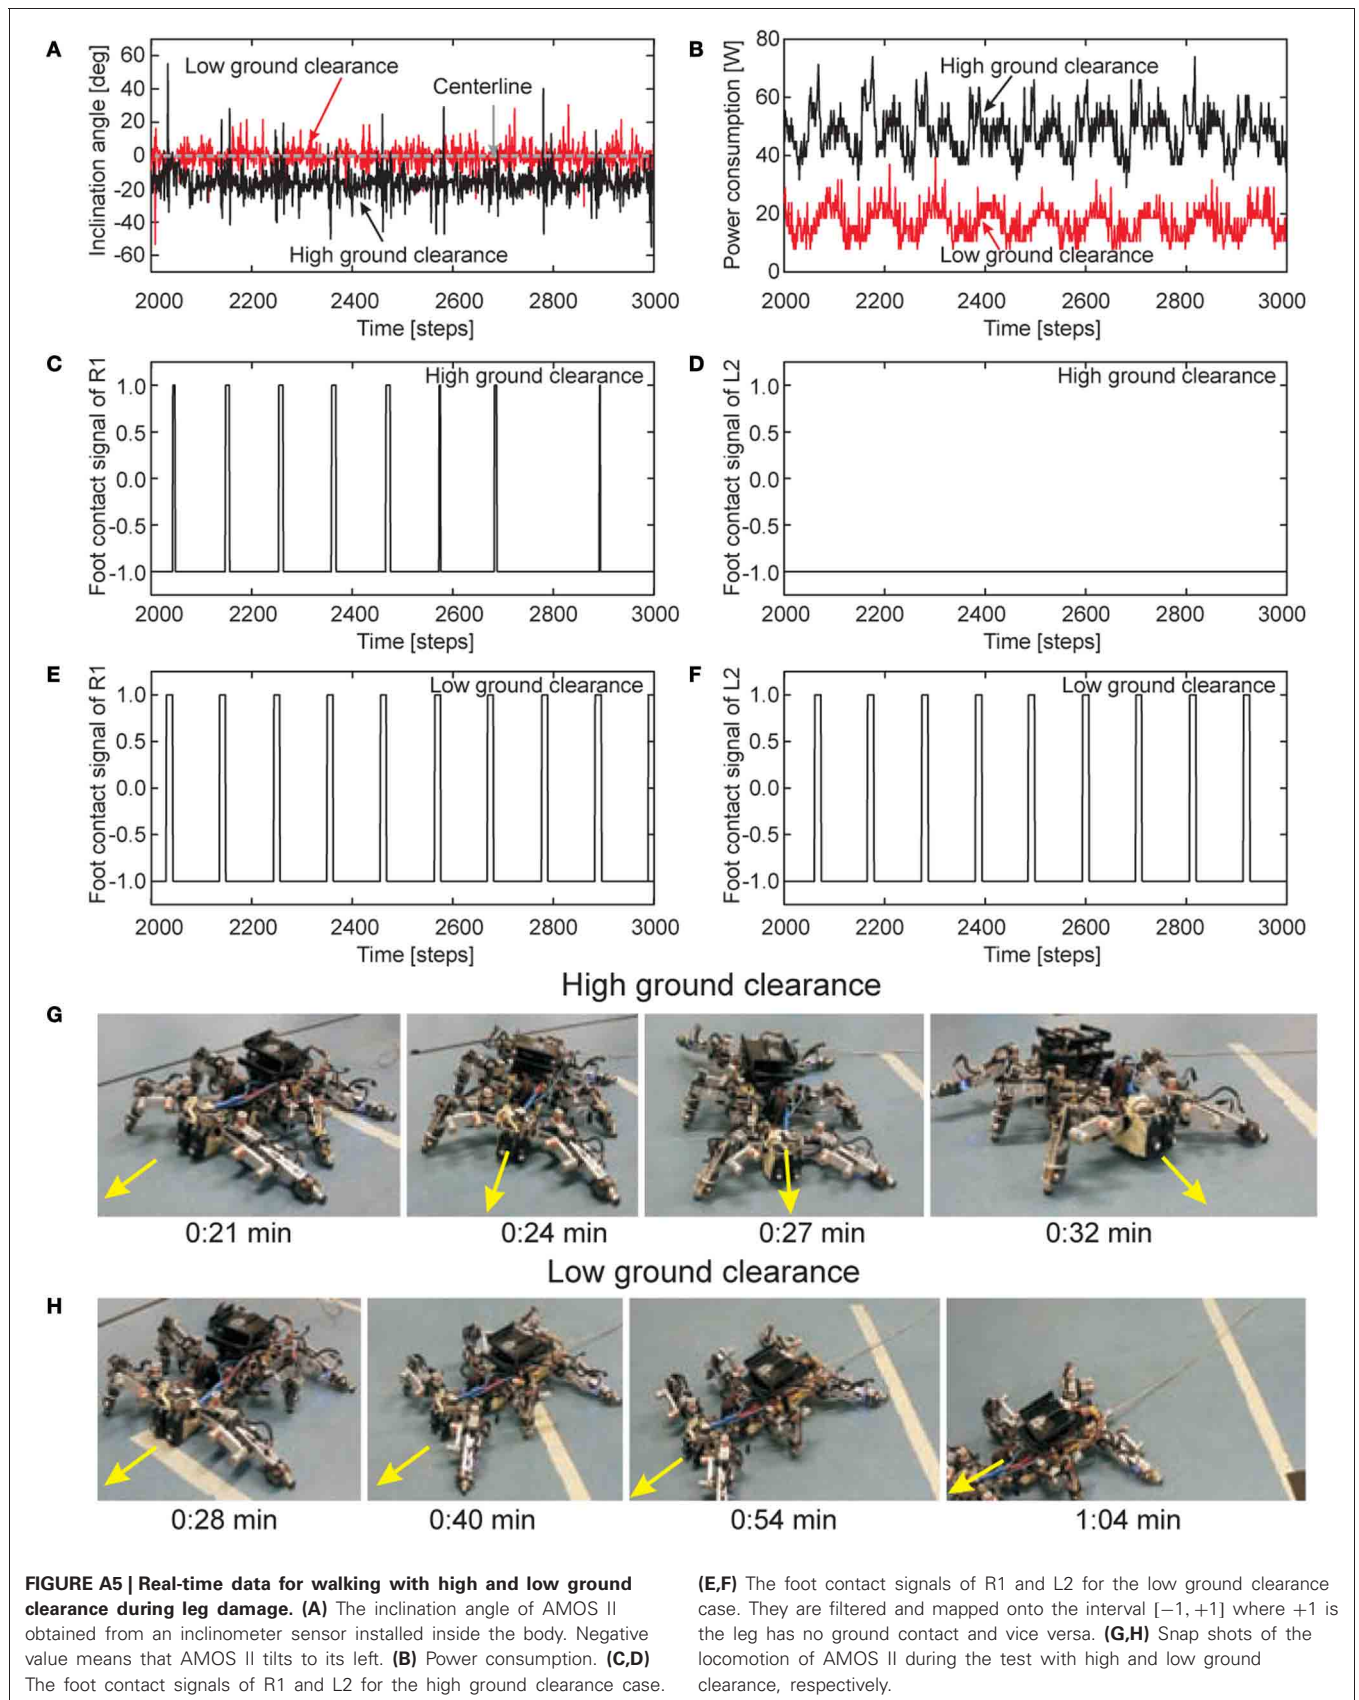 A
Inclination angle [deg]
60
40
20
0
-20
-40
-60
Low ground clearance
Centerline
High ground clearance
2000 2200 2400 2600 2800 3000
Time [steps]
B
Power consumption [W]
80
60
40
20
0
High ground clearance
Low ground clearance
2000 2200 2400 2600 2800 3000
Time [steps]
C
Foot contact signal of R1
High ground clearance
1.0
0.5
0.0
-0.5
-1.0
2000 2200 2400 2600 2800 3000
Time [steps]
D
Foot contact signal of L2
High ground clearance
1.0
0.5
0.0
-0.5
-1.0
2000 2200 2400 2600 2800 3000
Time [steps]
E
Foot contact signal of R1
Low ground clearance
1.0
0.5
0.0
-0.5
-1.0
2000 2200 2400 2600 2800 3000
Time [steps]
F
Foot contact signal of L2
Low ground clearance
1.0
0.5
0.0
-0.5
-1.0
2000 2200 2400 2600 2800 3000
Time [steps]
High ground clearance
G
0:21 min 0:24 min 0:27 min 0:32 min
Low ground clearance
H
0:28 min 0:40 min 0:54 min 1:04 min
FIGURE A5 | Real-time data for walking with high and low ground
clearance during leg damage. (A) The inclination angle of AMOS II
obtained from an inclinometer sensor installed inside the body. Negative
value means that AMOS II tilts to its left. (B) Power consumption. (C,D)
The foot contact signals of R1 and L2 for the high ground clearance case.
(E,F) The foot contact signals of R1 and L2 for the low ground clearance
case. They are filtered and mapped onto the interval [−1, +1] where +1 is
the leg has no ground contact and vice versa. (G,H) Snap shots of the
locomotion of AMOS II during the test with high and low ground
clearance, respectively.